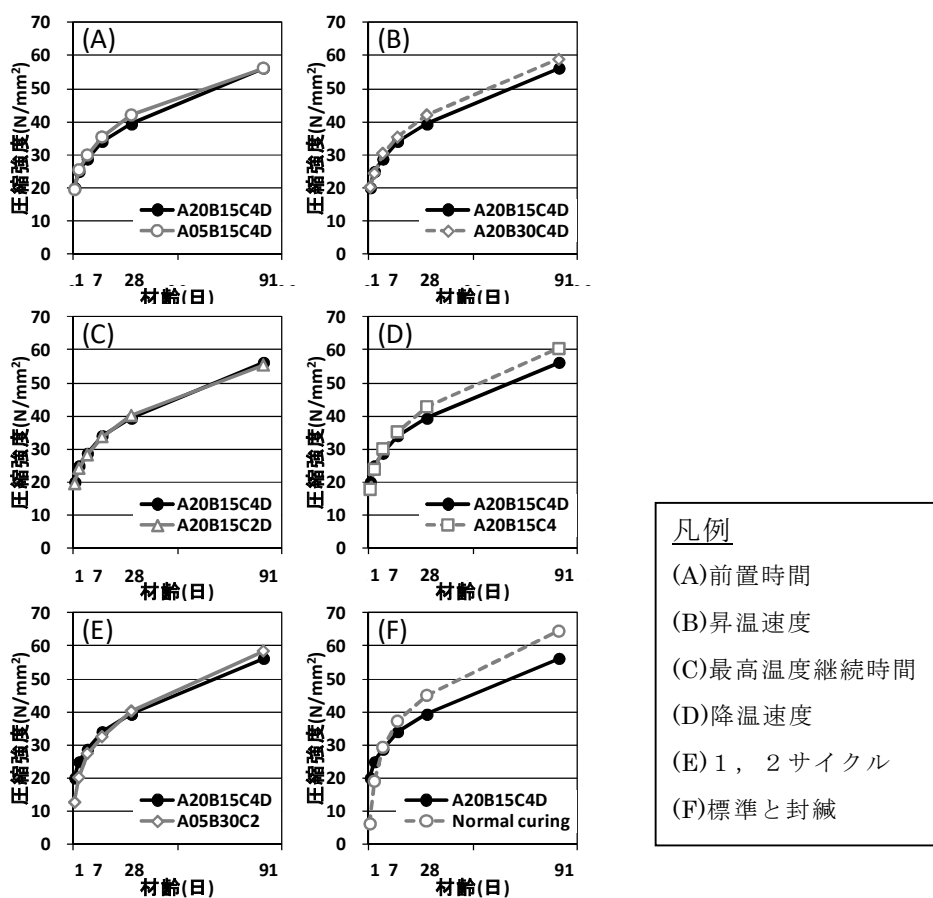 (A)
70
60
50
40
30
20
10
0
圧縮強度(N/mm²)
A20B15C4D
A05B15C4D
1 7 28 91
材齢(日)
(B)
70
60
50
40
30
20
10
0
圧縮強度(N/mm²)
A20B15C4D
A20B30C4D
1 7 28 91
材齢(日)
(C)
70
60
50
40
30
20
10
0
圧縮強度(N/mm²)
A20B15C4D
A20B15C2D
1 7 28 91
材齢(日)
(D)
70
60
50
40
30
20
10
0
圧縮強度(N/mm²)
A20B15C4D
A20B15C4
1 7 28 91
材齢(日)
(E)
70
60
50
40
30
20
10
0
圧縮強度(N/mm²)
A20B15C4D
A05B30C2
1 7 28 91
材齢(日)
(F)
70
60
50
40
30
20
10
0
圧縮強度(N/mm²)
A20B15C4D
Normal curing
1 7 28 91
材齢(日)
凡例
(A)前置時間
(B)昇温速度
(C)最高温度継続時間
(D)降温速度
(E)1，2サイクル
(F)標準と封緘